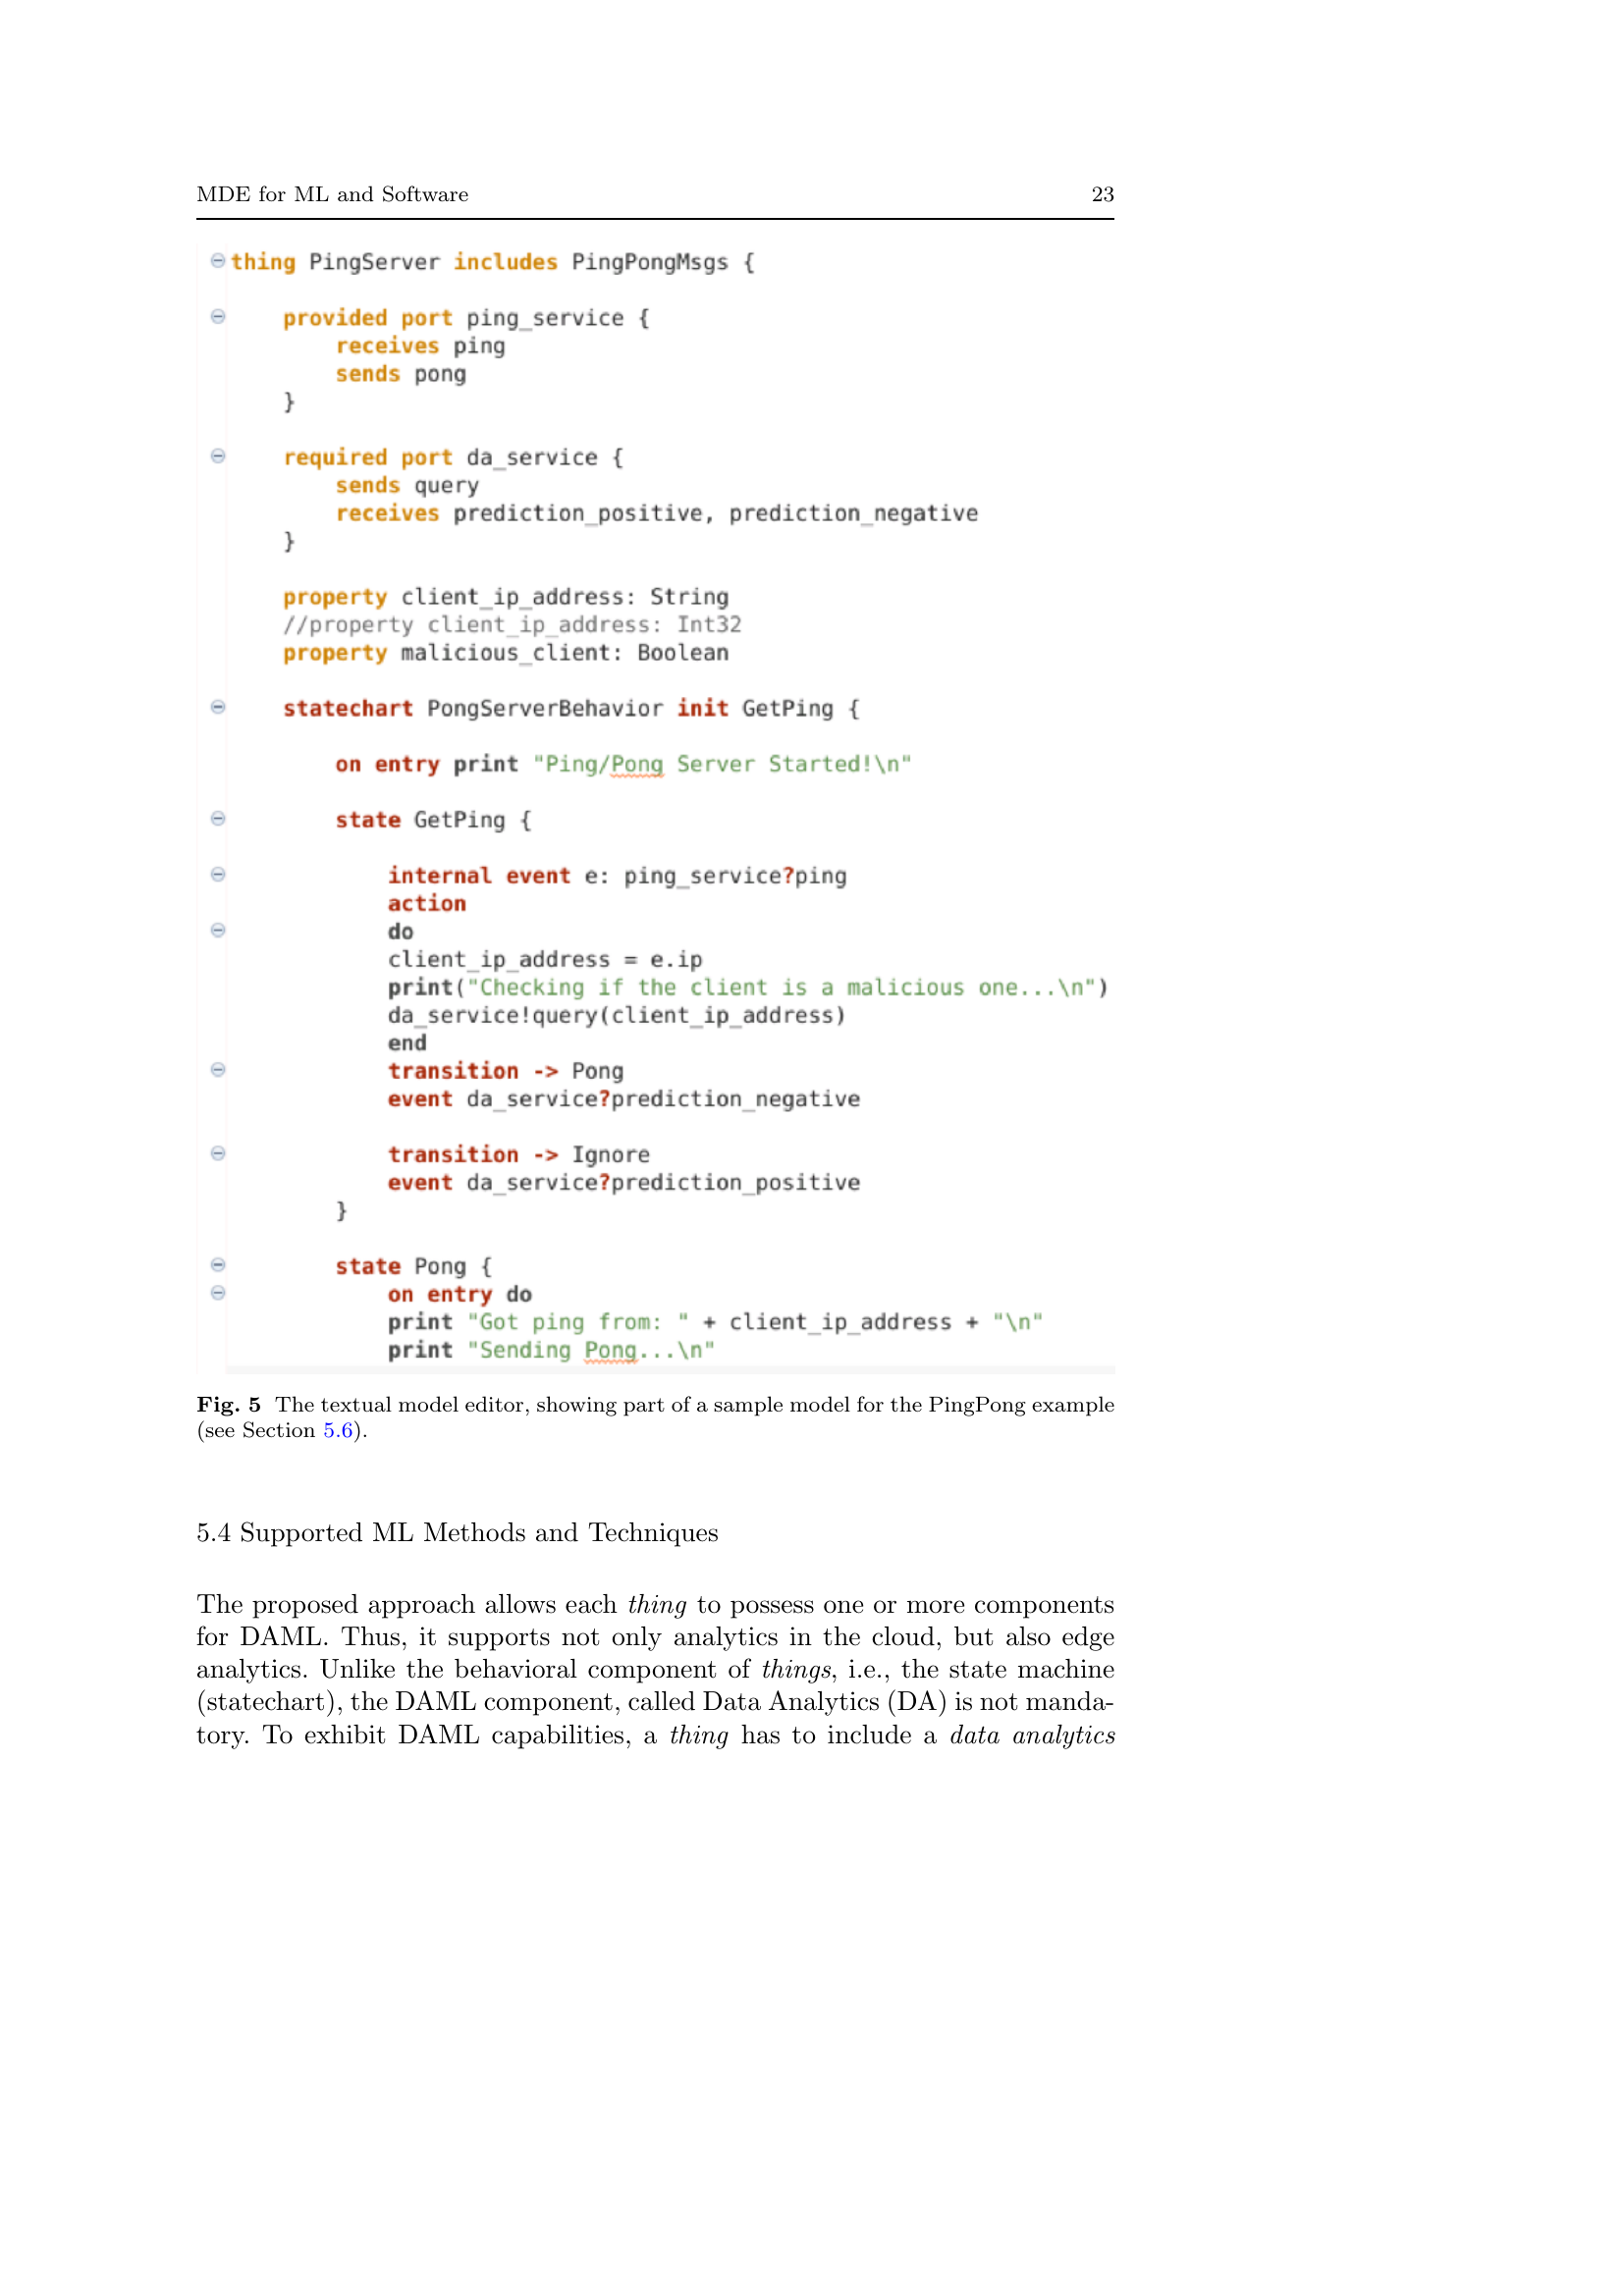 MDE for ML and Software 23
thing PingServer includes PingPongMsgs {
provided port ping_service {
receives ping
sends pong
}
required port da_service {
sends query
receives prediction_positive, prediction_negative
}
property client_ip_address: String
//property client_ip_address: Int32
property malicious_client: Boolean
statechart PongServerBehavior init GetPing {
on entry print "Ping/Pong Server Started!\n"
state GetPing {
internal event e: ping_service?ping
action
do
client_ip_address = e.ip
print("Checking if the client is a malicious one...\n")
da_service!query(client_ip_address)
end
transition -> Pong
event da_service?prediction_negative
transition -> Ignore
event da_service?prediction_positive
}
state Pong {
on entry do
print "Got ping from: " + client_ip_address + "\n"
print "Sending Pong...\n"
Fig. 5 The textual model editor, showing part of a sample model for the PingPong example
(see Section 5.6).
5.4 Supported ML Methods and Techniques
The proposed approach allows each thing to possess one or more components
for DAML. Thus, it supports not only analytics in the cloud, but also edge
analytics. Unlike the behavioral component of things, i.e., the state machine
(statechart), the DAML component, called Data Analytics (DA) is not manda-
tory. To exhibit DAML capabilities, a thing has to include a data analytics